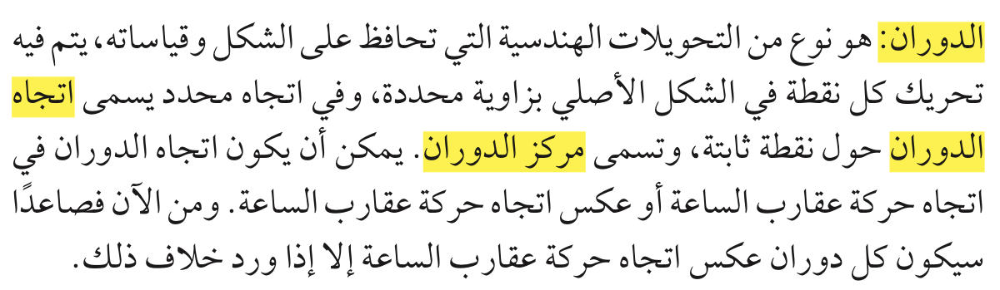 الدوران: هو نوع من التحويلات الهندسية التي تحافظ على الشكل وقياساته، يتم فيه
تحريك كل نقطة في الشكل الأصلي بزاوية محددة، وفي اتجاه محدد يسمى اتجاه
الدوران حول نقطة ثابتة، وتسمى مركز الدوران. يمكن أن يكون اتجاه الدوران في
اتجاه حركة عقارب الساعة أو عكس اتجاه حركة عقارب الساعة. ومن الآن فصاعدًا
سيكون كل دوران عكس اتجاه حركة عقارب الساعة إلا إذا ورد خلاف ذلك.